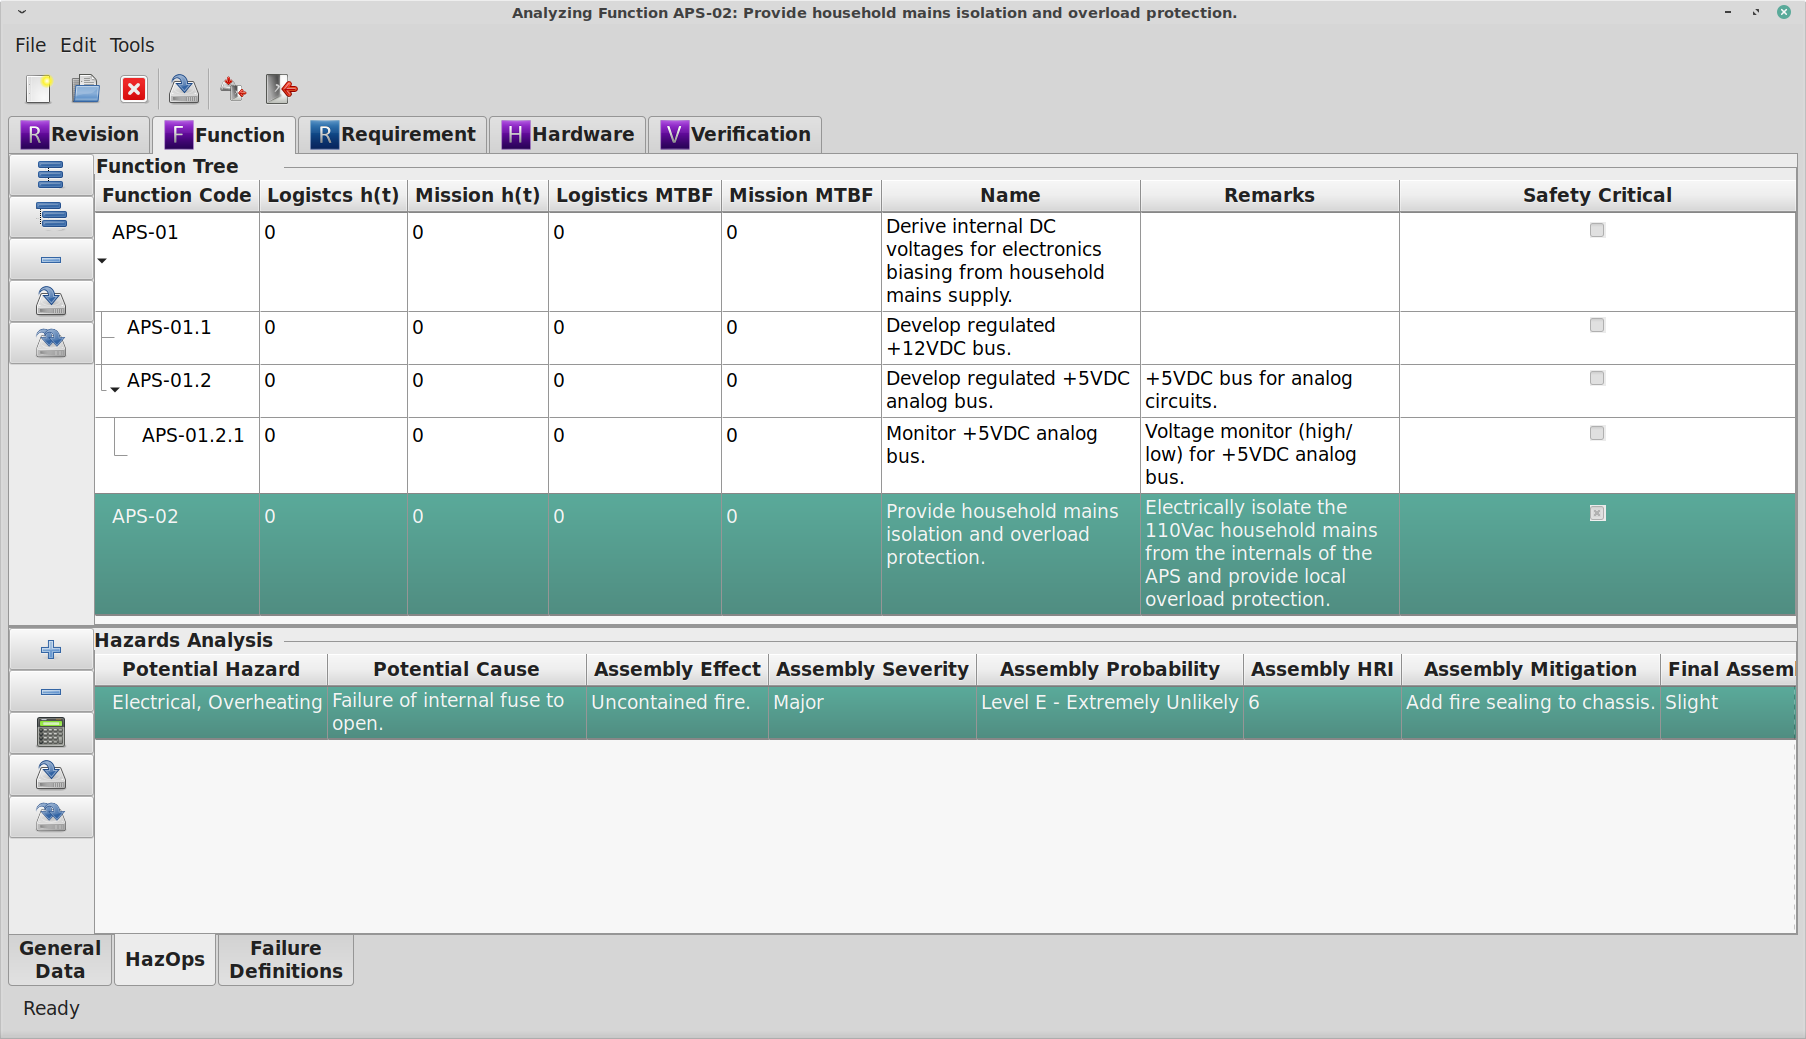 Analyzing Function APS-02: Provide household mains isolation and overload protection.
File Edit Tools
R Revision F Function R Requirement H Hardware V Verification
Function Tree
Function Code Logistcs h(t) Mission h(t) Logistics MTBF Mission MTBF Name Remarks Safety Critical
APS-01 0 0 0 0 Derive internal DC
voltages for electronics
biasing from household
mains supply.
APS-01.1 0 0 0 0 Develop regulated
+12VDC bus.
APS-01.2 0 0 0 0 Develop regulated +5VDC +5VDC bus for analog
analog bus. circuits.
APS-01.2.1 0 0 0 0 Monitor +5VDC analog Voltage monitor (high/
bus. low) for +5VDC analog
bus.
APS-02 0 0 0 0 Provide household mains Electrically isolate the
isolation and overload 110Vac household mains
protection. from the internals of the
APS and provide local
overload protection.
Hazards Analysis
Potential Hazard Potential Cause Assembly Effect Assembly Severity Assembly Probability Assembly HRI Assembly Mitigation Final Assem
Electrical, Overheating Failure of internal fuse to Uncontained fire. Major Level E - Extremely Unlikely 6 Add fire sealing to chassis. Slight
open.
General HazOps Failure
Data Definitions
Ready